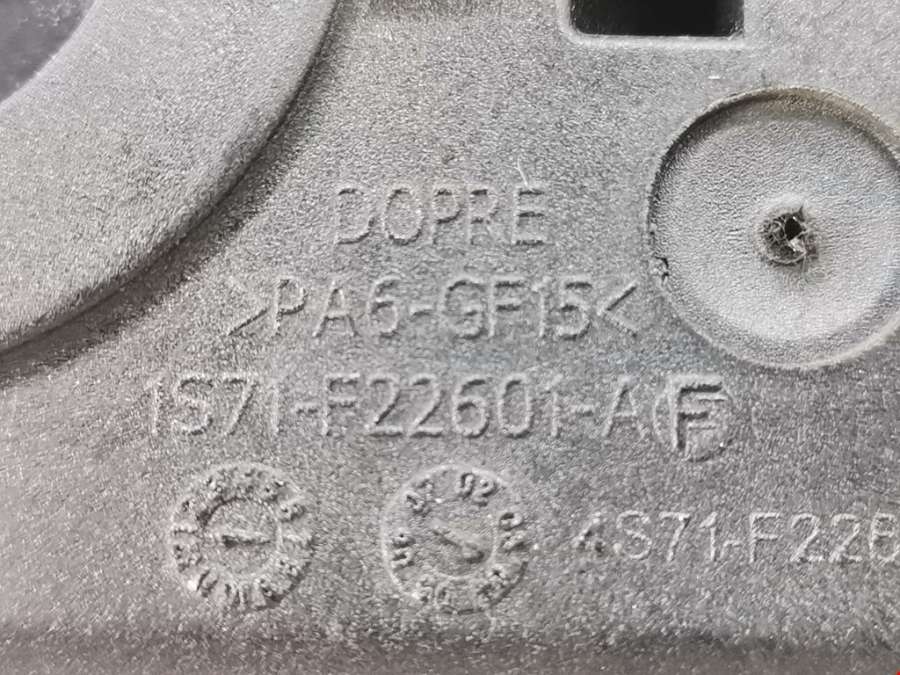 DOPRE
>PA6-GF15<
1S71-F22601-A(F
4S71-F226